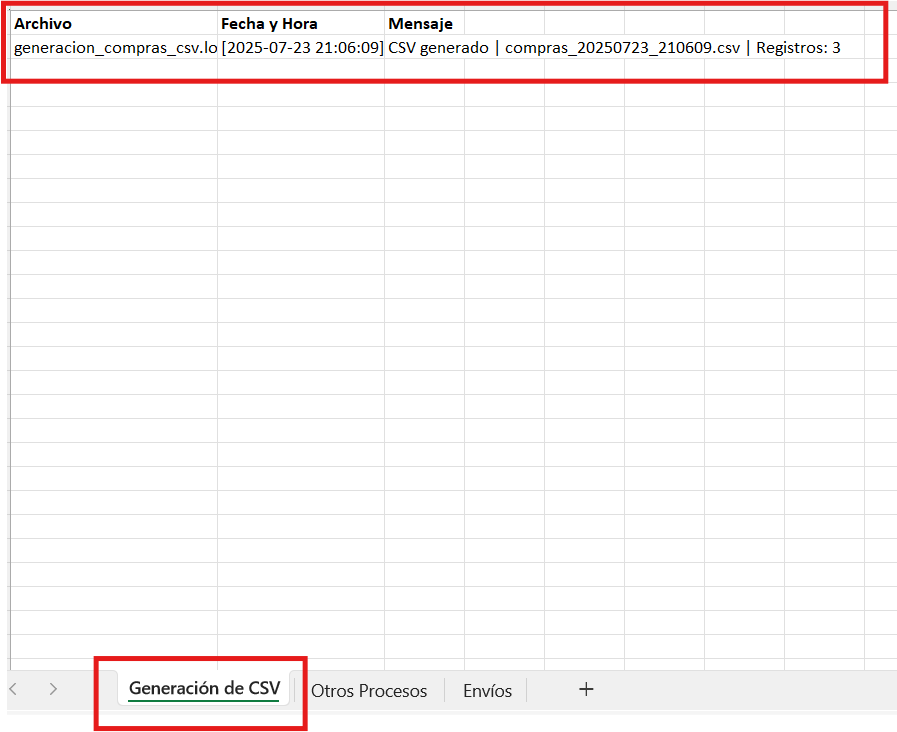 Archivo Fecha y Hora Mensaje
generacion_compras_csv.lo [2025-07-23 21:06:09] CSV generado | compras_20250723_210609.csv | Registros: 3
Generación de CSV Otros Procesos Envíos +